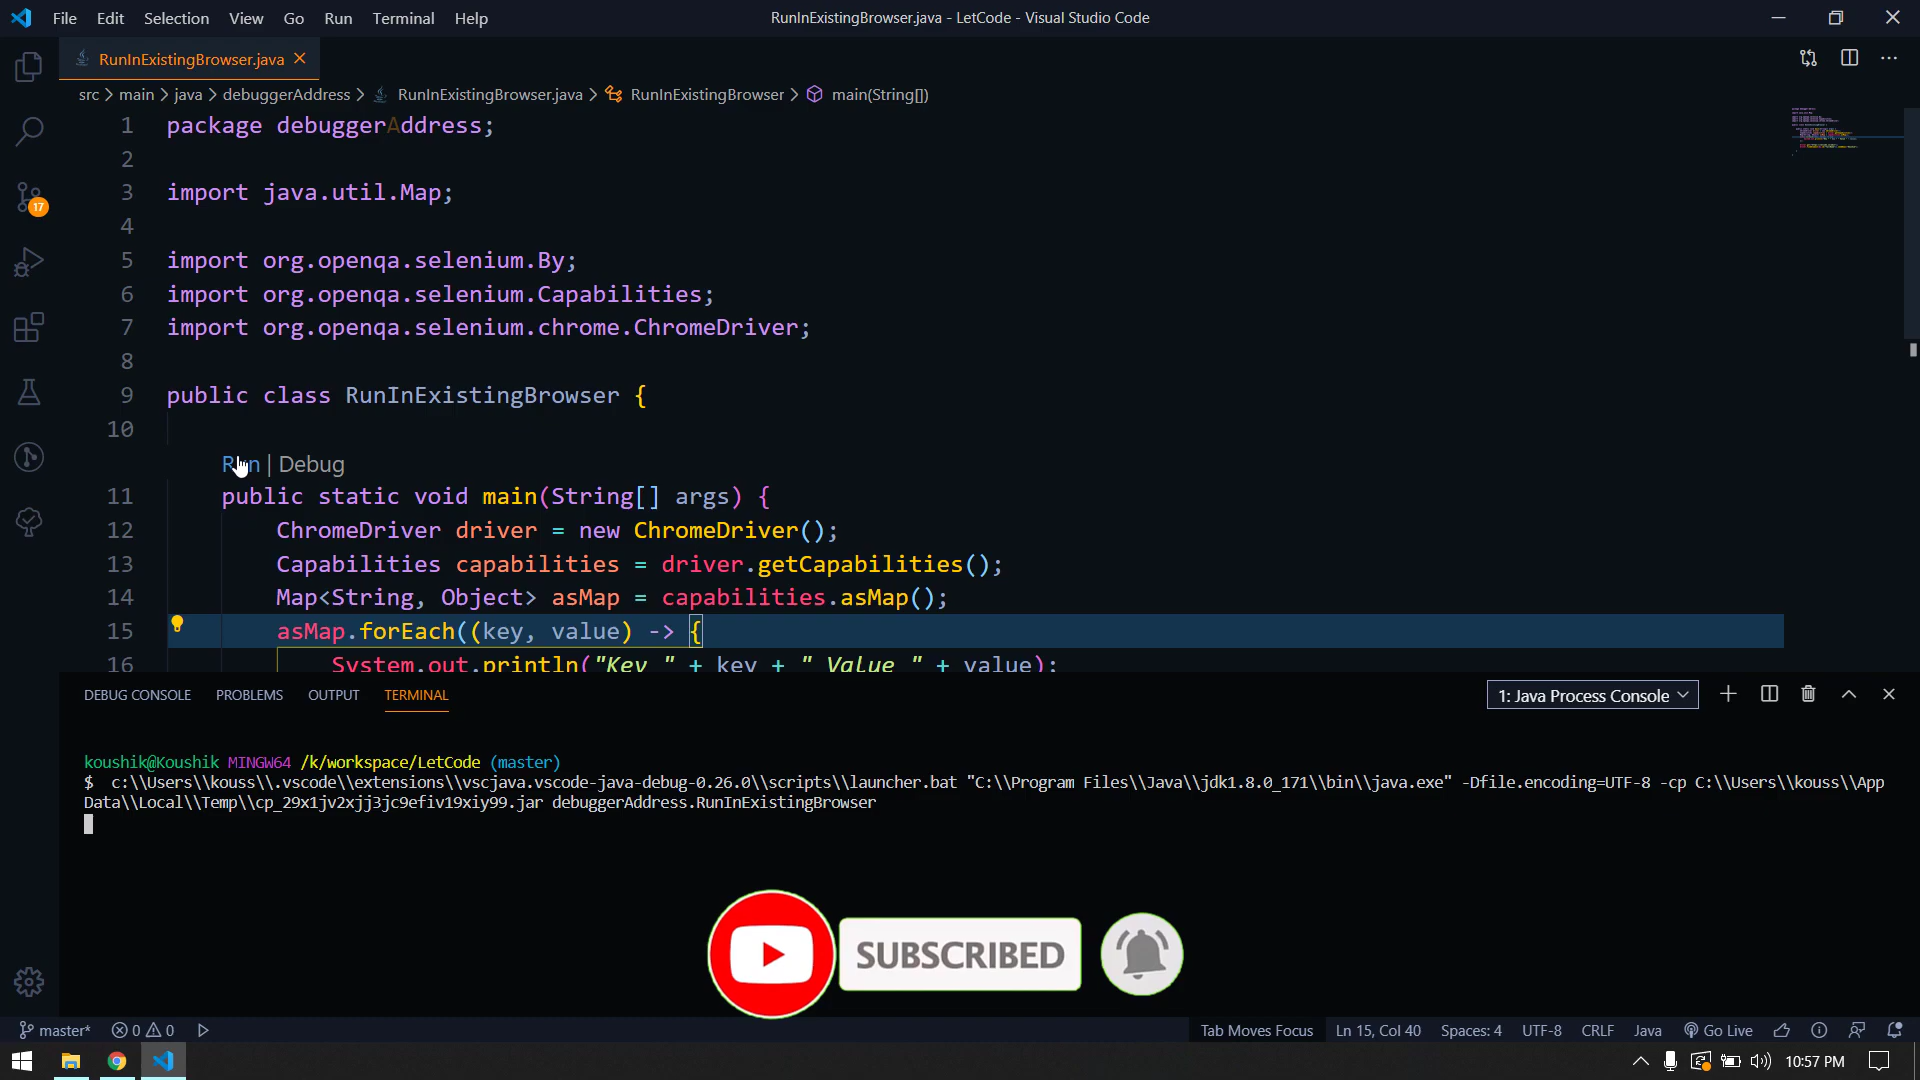 File Edit Selection View Go Run Terminal Help
RunInExistingBrowser.java - LetCode - Visual Studio Code
RunInExistingBrowser.java
src > main > java > debuggerAddress > RunInExistingBrowser.java > RunInExistingBrowser > main(String[])
1 package debuggerAddress;
2
3 import java.util.Map;
4
5 import org.openqa.selenium.By;
6 import org.openqa.selenium.Capabilities;
7 import org.openqa.selenium.chrome.ChromeDriver;
8
9 public class RunInExistingBrowser {
10
Run | Debug
11 public static void main(String[] args) {
12 ChromeDriver driver = new ChromeDriver();
13 Capabilities capabilities = driver.getCapabilities();
14 Map<String, Object> asMap = capabilities.asMap();
15 asMap.forEach((key, value) -> {
16 System.out.println("Key " + key + " Value " + value);
17
DEBUG CONSOLE PROBLEMS OUTPUT TERMINAL
1: Java Process Console
koushik@Koushik MINGW64 /k/workspace/LetCode (master)
$ c:\\Users\\kouss\\.vscode\\extensions\\vscjava.vscode-java-debug-0.26.0\\scripts\\launcher.bat "C:\\Program Files\\Java\\jdk1.8.0_171\\bin\\java.exe" -Dfile.encoding=UTF-8 -cp C:\\Users\\kouss\\App
Data\\Local\\Temp\\cp_29x1jv2xjj3jc9efiv19xiy99.jar debuggerAddress.RunInExistingBrowser
SUBSCRIBED
master* 0 0 Tab Moves Focus Ln 15, Col 40 Spaces: 4 UTF-8 CRLF Java Go Live
10:57 PM